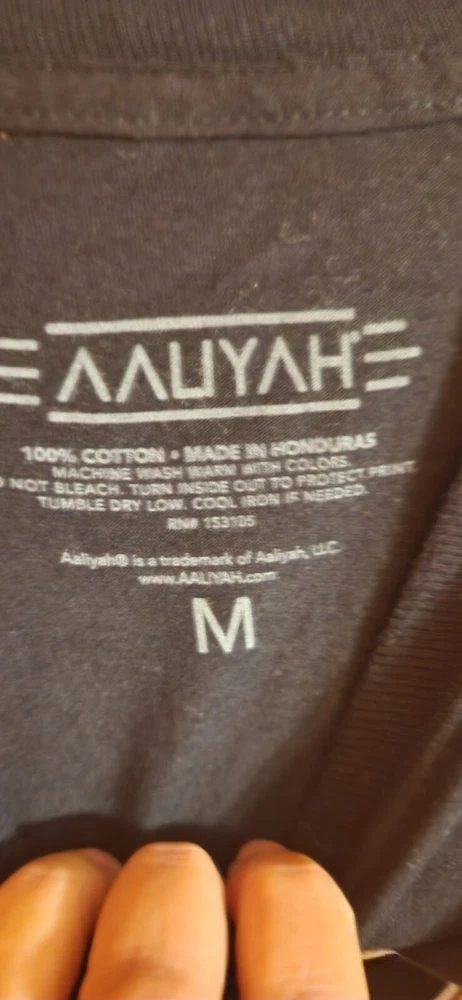 AALIYAH®
100% COTTON • MADE IN HONDURAS
MACHINE WASH WARM WITH COLORS.
NOT BLEACH. TURN INSIDE OUT TO PROTECT PRINT.
TUMBLE DRY LOW. COOL IRON IF NEEDED.
RN# 153105
Aaliyah® is a trademark of Aaliyah, LLC.
www.AALIYAH.com
M